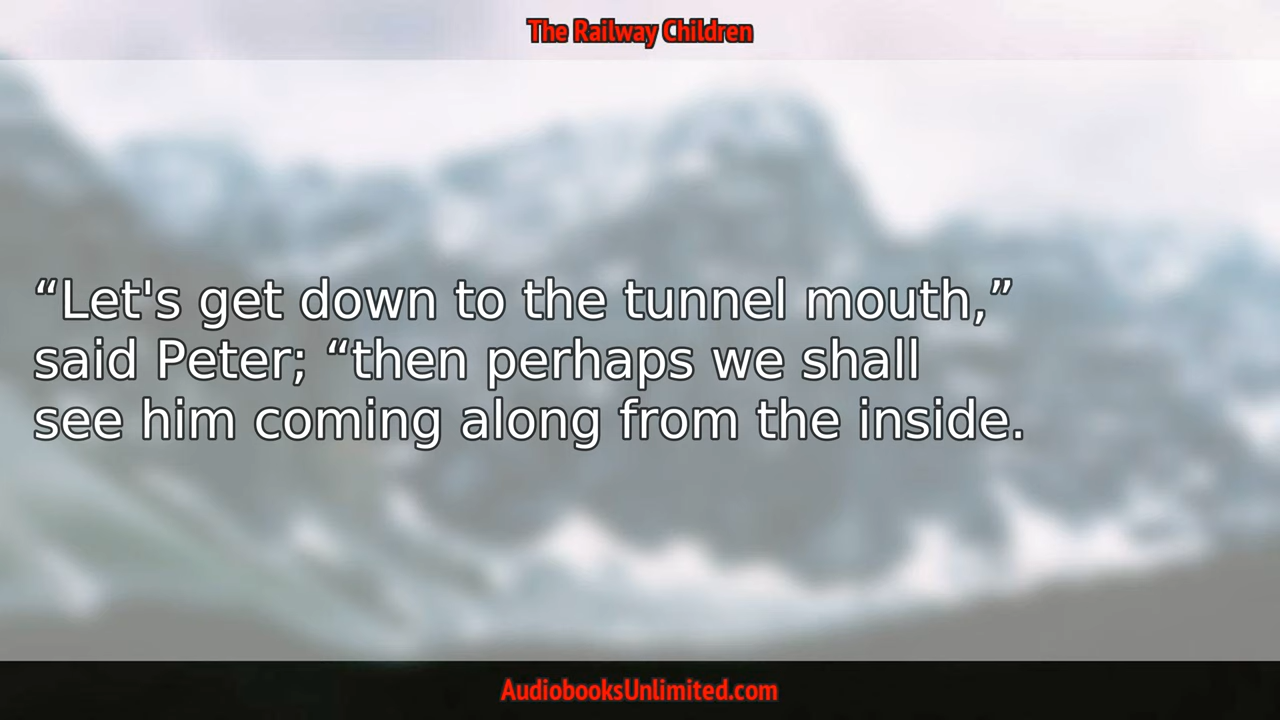 The Railway Children
“Let's get down to the tunnel mouth,”
said Peter; “then perhaps we shall
see him coming along from the inside.
AudiobooksUnlimited.com